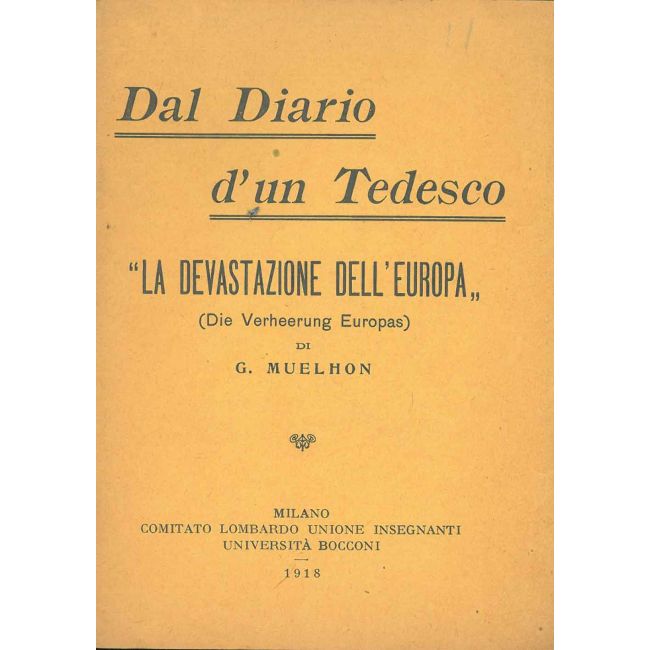 Dal Diario
d'un Tedesco
"LA DEVASTAZIONE DELL'EUROPA„
(Die Verheerung Europas)
DI
G. MUELHON
MILANO
COMITATO LOMBARDO UNIONE INSEGNANTI
UNIVERSITÀ BOCCONI
1918